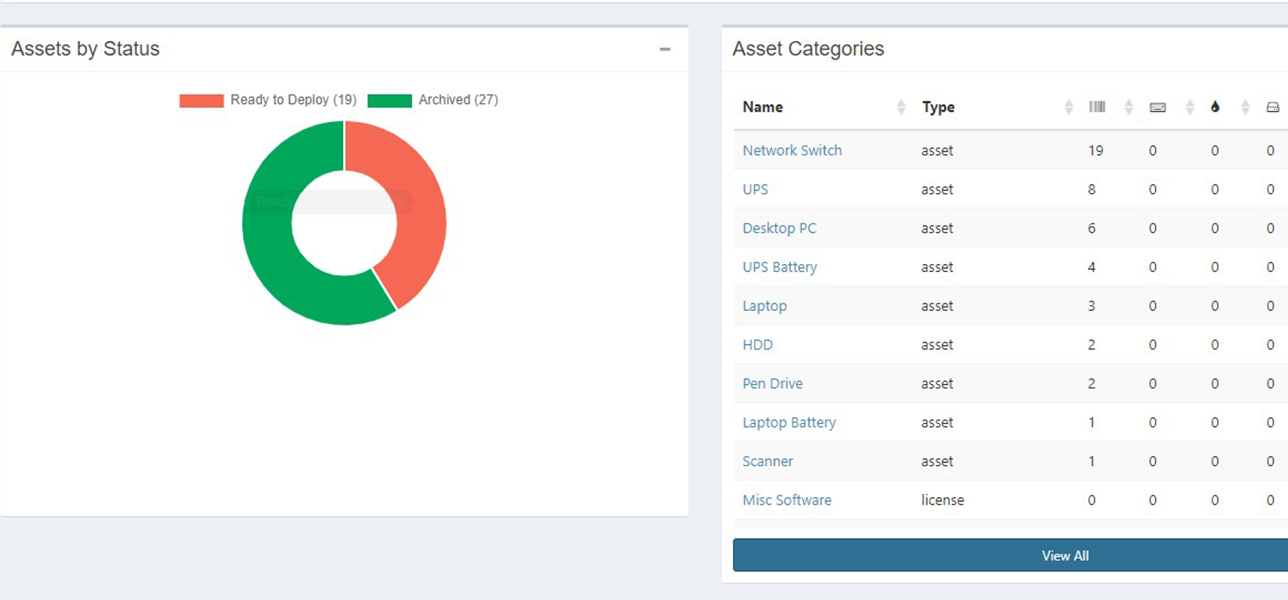 Assets by Status
Ready to Deploy (19) Archived (27)
Asset Categories
Name Type
Network Switch asset 19 0 0 0
UPS asset 8 0 0 0
Desktop PC asset 6 0 0 0
UPS Battery asset 4 0 0 0
Laptop asset 3 0 0 0
HDD asset 2 0 0 0
Pen Drive asset 2 0 0 0
Laptop Battery asset 1 0 0 0
Scanner asset 1 0 0 0
Misc Software license 0 0 0 0
View All